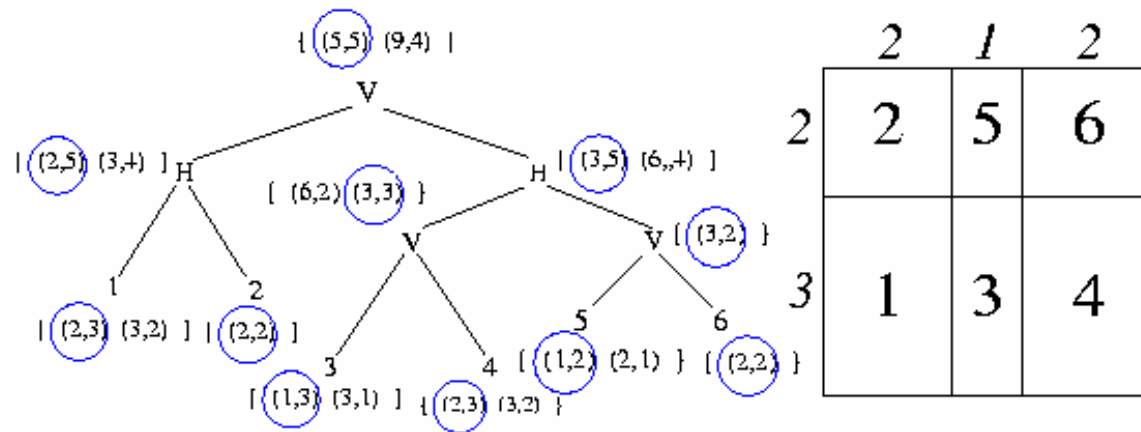 { (5,5) (9,4) |
V
[ (2,5) (3,4) ]
H
[ (6,2) (3,3) }
H
| (3,5) (6,,4) ]
V
V
[ (3,2) }
1
2
| (2,3) (3,2) ]
| (2,2) ]
3
4
5
6
[ (1,3) (3,1) ]
{ (2,3) (3,2) }
[ (1,2) (2,1) }
[ (2,2) }
2 1 2
2 2 5 6
3 1 3 4